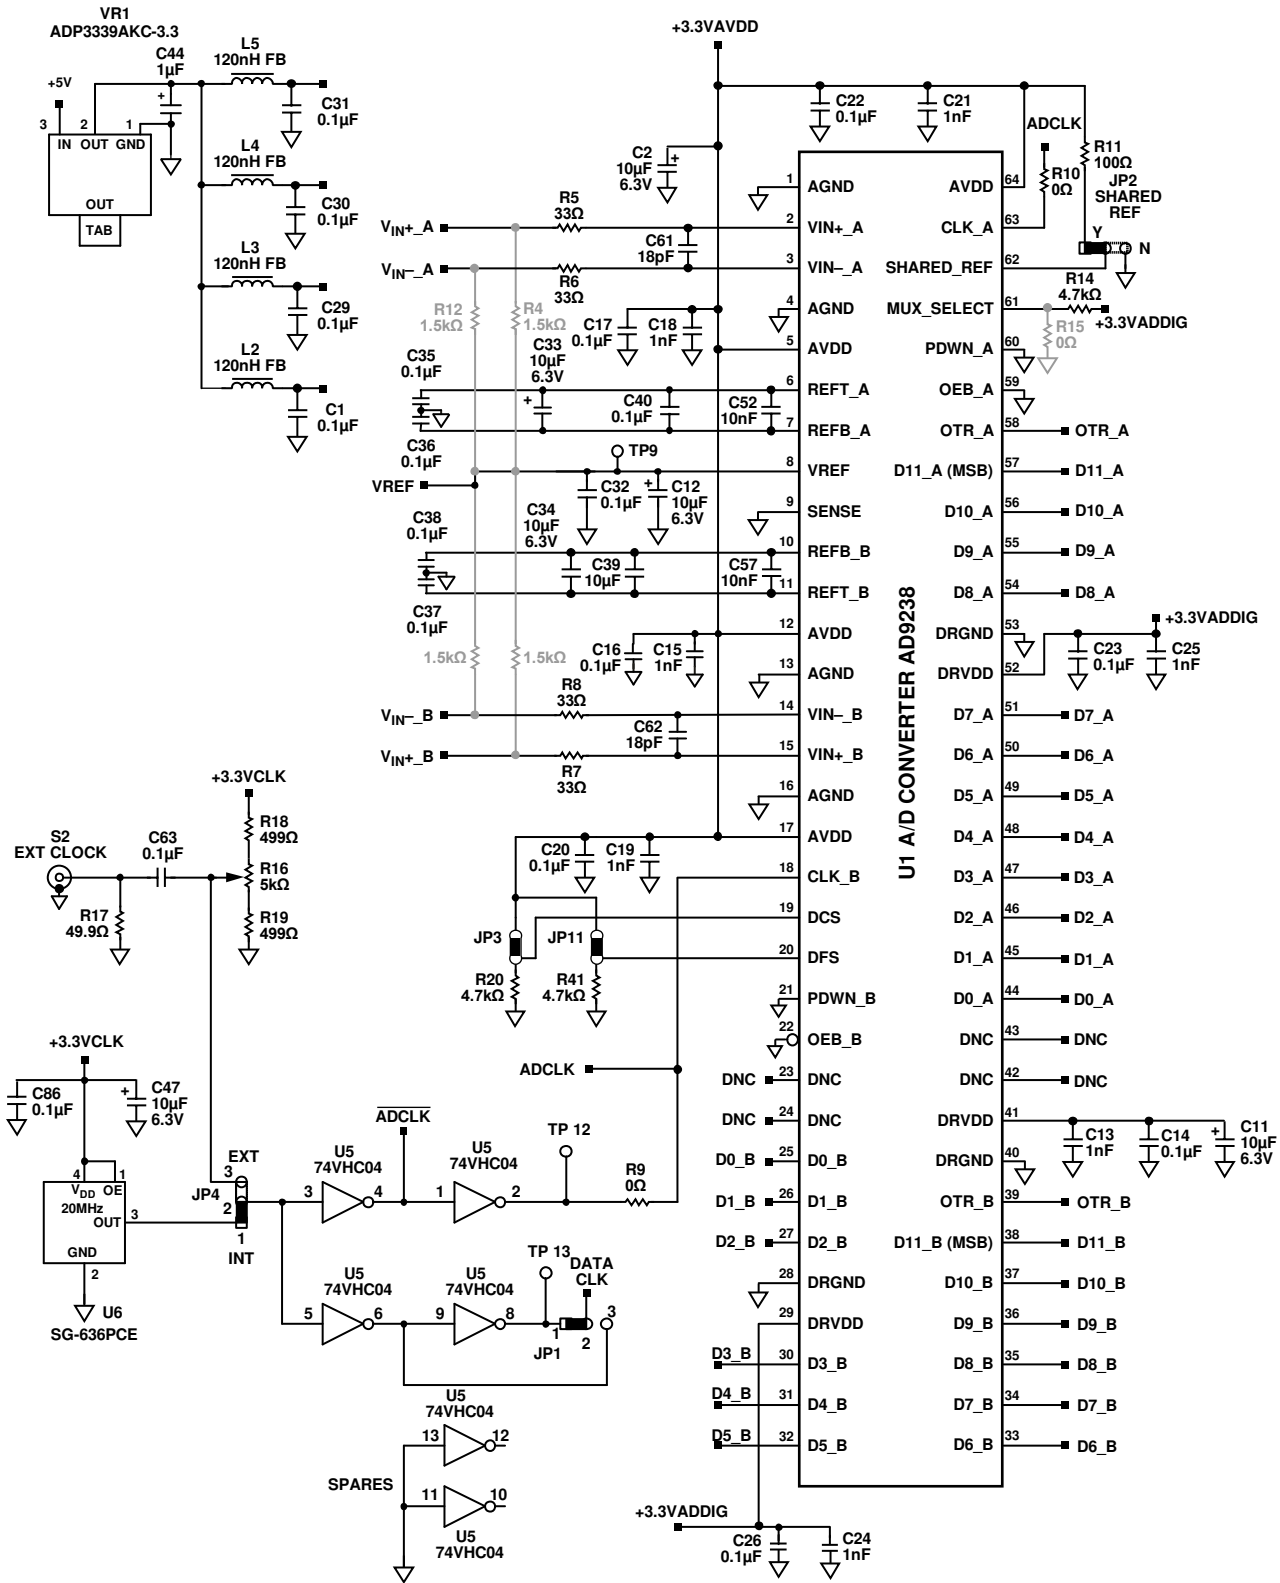 VR1
ADP3339AKC-3.3
+5V
3
2
1
IN
OUT
GND
OUT
TAB
C44
1µF
+
L5
120nH FB
C31
0.1µF
L4
120nH FB
C30
0.1µF
L3
120nH FB
C29
0.1µF
L2
120nH FB
C1
0.1µF
+3.3VAVDD
C22
0.1µF
C21
1nF
C2
10µF
6.3V
+
ADCLK
R10
0Ω
R11
100Ω
JP2
SHARED
REF
Y
N
R14
4.7kΩ
+3.3VADDIG
R15
0Ω
VIN+_A
VIN–_A
R5
33Ω
R6
33Ω
C61
18pF
R12
1.5kΩ
R4
1.5kΩ
C17
0.1µF
C18
1nF
C35
0.1µF
C33
10µF
6.3V
+
C40
0.1µF
C52
10nF
C36
0.1µF
TP9
VREF
C32
0.1µF
+
C12
10µF
6.3V
C38
0.1µF
C34
10µF
6.3V
C39
10µF
C57
10nF
C37
0.1µF
1.5kΩ
1.5kΩ
C16
0.1µF
C15
1nF
VIN–_B
VIN+_B
R8
33Ω
R7
33Ω
C62
18pF
C20
0.1µF
C19
1nF
JP3
JP11
R20
4.7kΩ
R41
4.7kΩ
U1 A/D CONVERTER AD9238
1 AGND
2 VIN+_A
3 VIN–_A
4 AGND
5 AVDD
6 REFT_A
7 REFB_A
8 VREF
9 SENSE
10 REFB_B
11 REFT_B
12 AVDD
13 AGND
14 VIN–_B
15 VIN+_B
16 AGND
17 AVDD
18 CLK_B
19 DCS
20 DFS
21 PDWN_B
22 OEB_B
DNC 23 DNC
DNC 24 DNC
D0_B 25 D0_B
D1_B 26 D1_B
D2_B 27 D2_B
28 DRGND
29 DRVDD
D3_B 30 D3_B
D4_B 31 D4_B
D5_B 32 D5_B
AVDD 64
CLK_A 63
SHARED_REF 62
MUX_SELECT 61
PDWN_A 60
OEB_A 59
OTR_A 58 OTR_A
D11_A (MSB) 57 D11_A
D10_A 56 D10_A
D9_A 55 D9_A
D8_A 54 D8_A
DRGND 53
DRVDD 52
D7_A 51 D7_A
D6_A 50 D6_A
D5_A 49 D5_A
D4_A 48 D4_A
D3_A 47 D3_A
D2_A 46 D2_A
D1_A 45 D1_A
D0_A 44 D0_A
DNC 43 DNC
DNC 42 DNC
DRVDD 41
DRGND 40
OTR_B 39 OTR_B
D11_B (MSB) 38 D11_B
D10_B 37 D10_B
D9_B 36 D9_B
D8_B 35 D8_B
D7_B 34 D7_B
D6_B 33 D6_B
+3.3VADDIG
C23
0.1µF
C25
1nF
C13
1nF
C14
0.1µF
+
C11
10µF
6.3V
+3.3VCLK
R18
499Ω
R16
5kΩ
R19
499Ω
S2
EXT CLOCK
C63
0.1µF
R17
49.9Ω
+3.3VCLK
C86
0.1µF
+
C47
10µF
6.3V
4
1
VDD
OE
20MHz
OUT
3
GND
2
U6
SG-636PCE
EXT
3
JP4
2
1
INT
ADCLK
ADCLK
U5
74VHC04
3
4
U5
74VHC04
1
2
TP 12
R9
0Ω
U5
74VHC04
5
6
U5
74VHC04
9
8
TP 13
DATA
CLK
3
1
2
JP1
U5
74VHC04
13
12
SPARES
11
10
U5
74VHC04
+3.3VADDIG
C26
0.1µF
C24
1nF